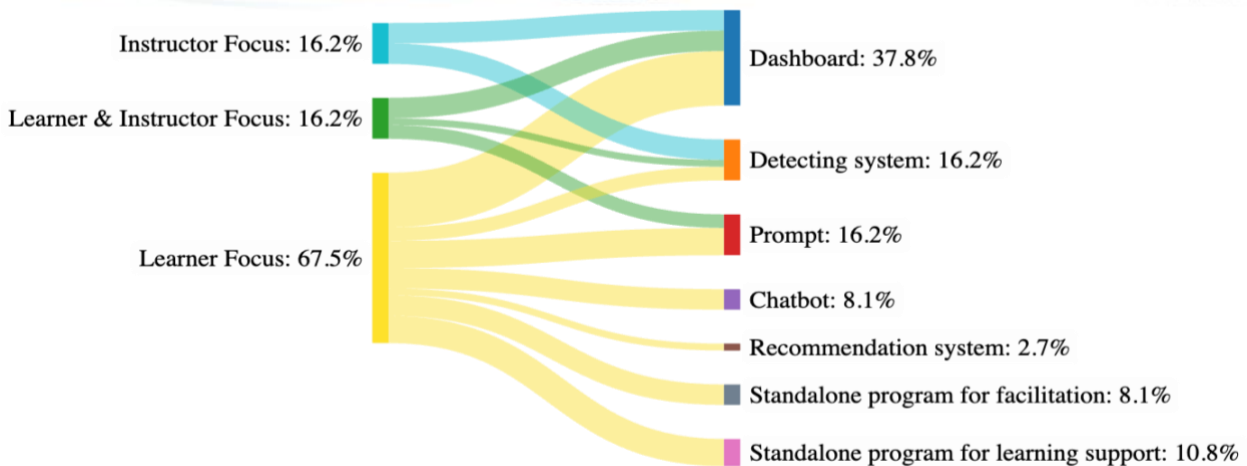 Instructor Focus: 16.2%
Learner & Instructor Focus: 16.2%
Learner Focus: 67.5%
Dashboard: 37.8%
Detecting system: 16.2%
Prompt: 16.2%
Chatbot: 8.1%
Recommendation system: 2.7%
Standalone program for facilitation: 8.1%
Standalone program for learning support: 10.8%